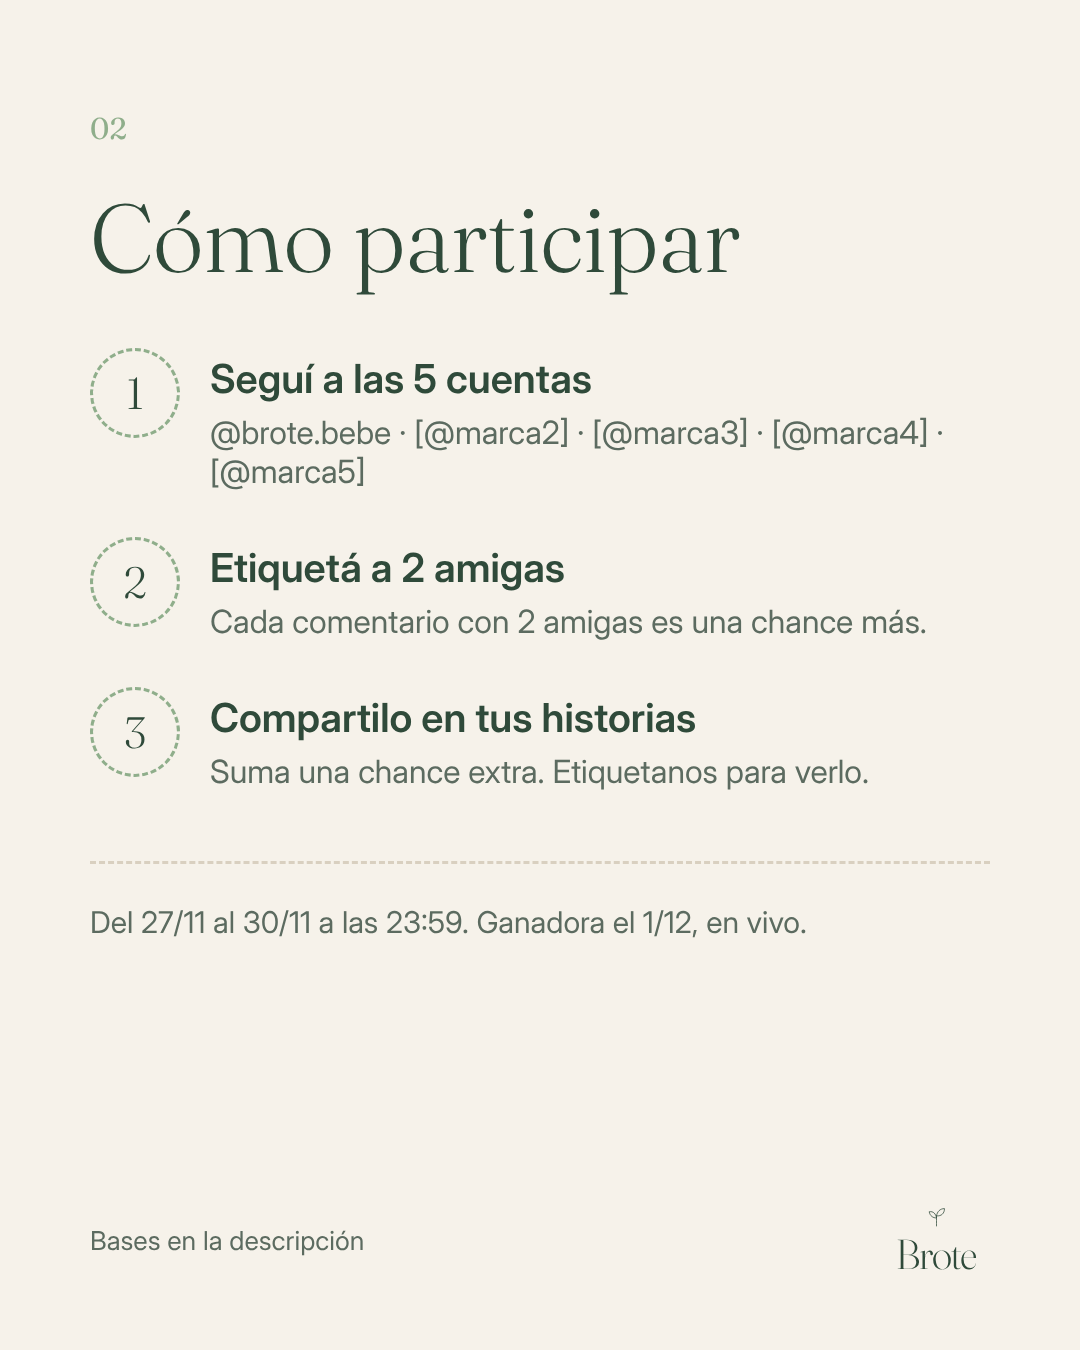 02
Cómo participar
1
Seguí a las 5 cuentas
@brote.bebe · [@marca2] · [@marca3] · [@marca4] ·
[@marca5]
2
Etiquetá a 2 amigas
Cada comentario con 2 amigas es una chance más.
3
Compartilo en tus historias
Suma una chance extra. Etiquetanos para verlo.
Del 27/11 al 30/11 a las 23:59. Ganadora el 1/12, en vivo.
Bases en la descripción
Brote